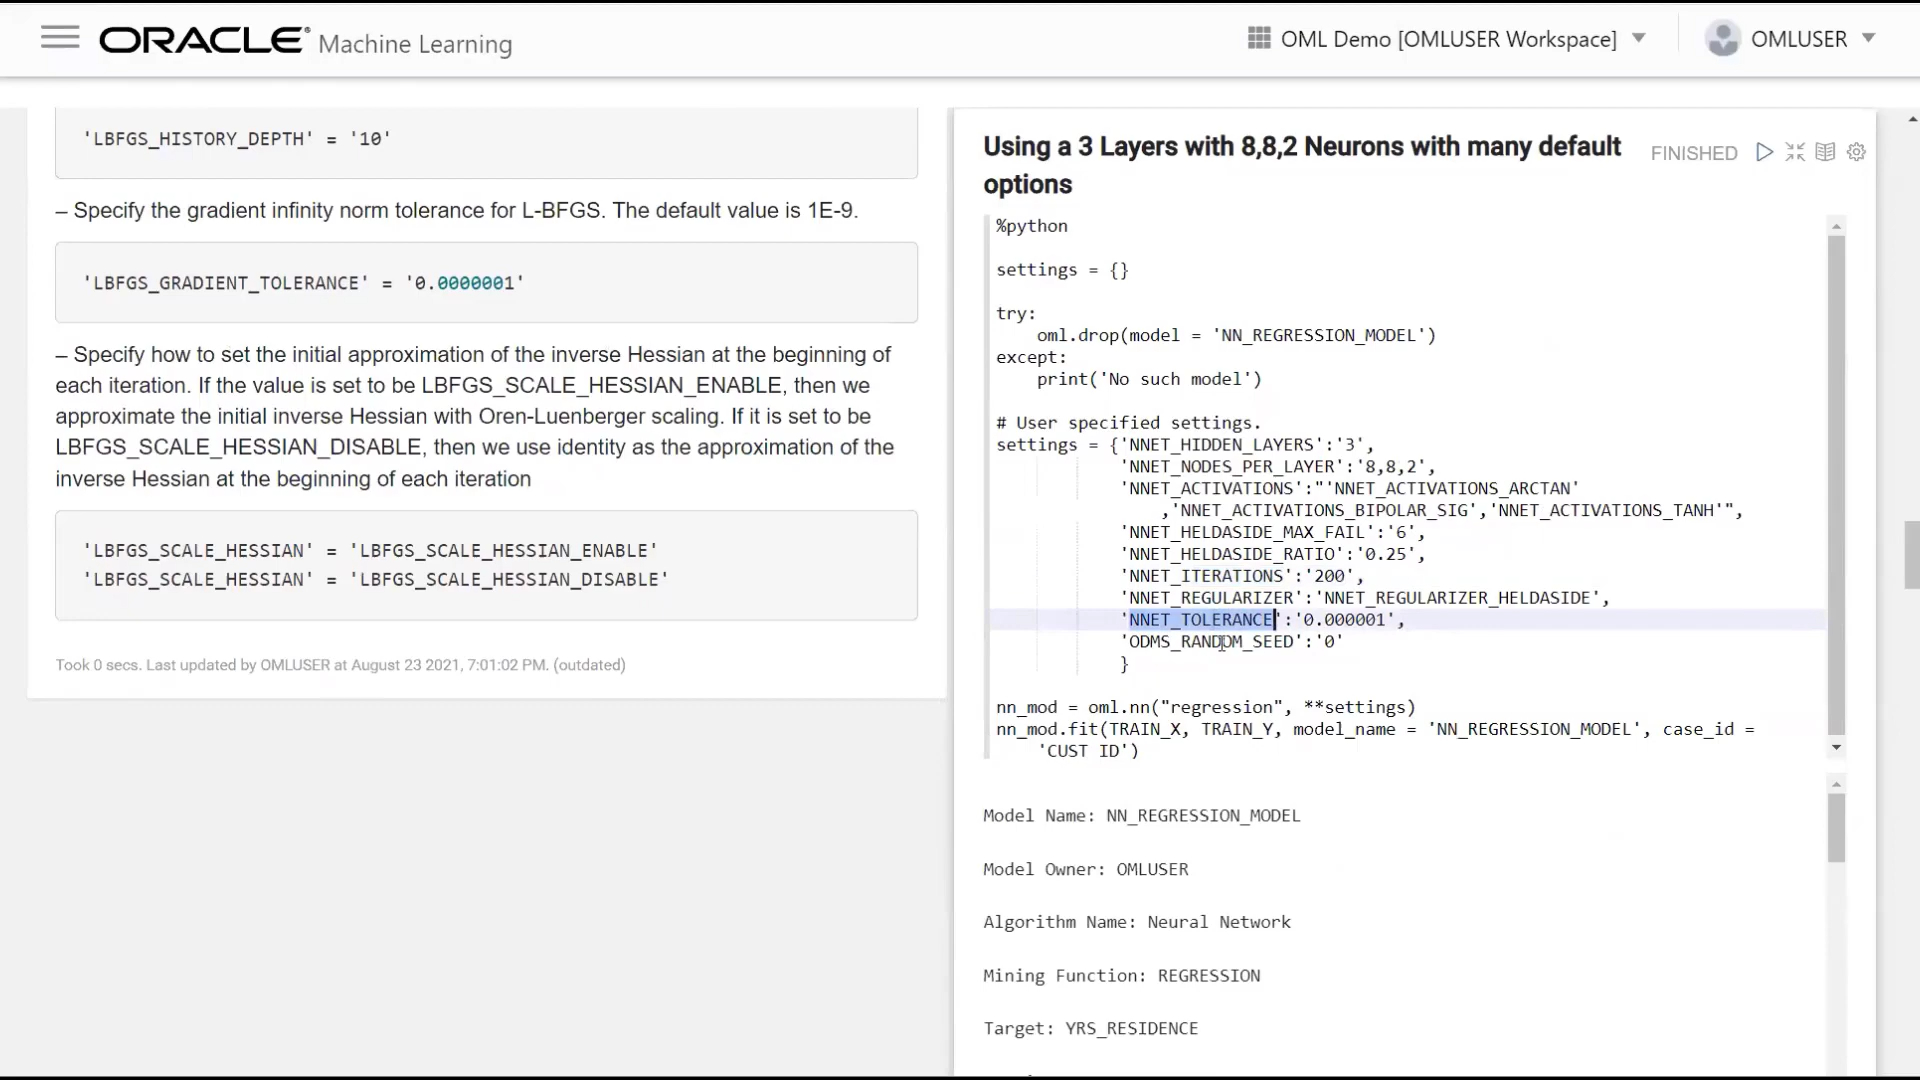 ORACLE® Machine Learning
OML Demo [OMLUSER Workspace]
OMLUSER
'LBFGS_HISTORY_DEPTH' = '10'
– Specify the gradient infinity norm tolerance for L-BFGS. The default value is 1E-9.
'LBFGS_GRADIENT_TOLERANCE' = '0.0000001'
– Specify how to set the initial approximation of the inverse Hessian at the beginning of
each iteration. If the value is set to be LBFGS_SCALE_HESSIAN_ENABLE, then we
approximate the initial inverse Hessian with Oren-Luenberger scaling. If it is set to be
LBFGS_SCALE_HESSIAN_DISABLE, then we use identity as the approximation of the
inverse Hessian at the beginning of each iteration
'LBFGS_SCALE_HESSIAN' = 'LBFGS_SCALE_HESSIAN_ENABLE'
'LBFGS_SCALE_HESSIAN' = 'LBFGS_SCALE_HESSIAN_DISABLE'
Took 0 secs. Last updated by OMLUSER at August 23 2021, 7:01:02 PM. (outdated)
Using a 3 Layers with 8,8,2 Neurons with many default
options
FINISHED
%python
settings = {}
try:
    oml.drop(model = 'NN_REGRESSION_MODEL')
except:
    print('No such model')
# User specified settings.
settings = {'NNET_HIDDEN_LAYERS':'3',
            'NNET_NODES_PER_LAYER':'8,8,2',
            'NNET_ACTIVATIONS':"'NNET_ACTIVATIONS_ARCTAN'
                ,'NNET_ACTIVATIONS_BIPOLAR_SIG','NNET_ACTIVATIONS_TANH'",
            'NNET_HELDASIDE_MAX_FAIL':'6',
            'NNET_HELDASIDE_RATIO':'0.25',
            'NNET_ITERATIONS':'200',
            'NNET_REGULARIZER':'NNET_REGULARIZER_HELDASIDE',
            'NNET_TOLERANCE':'0.000001',
            'ODMS_RANDOM_SEED':'0'
            }
nn_mod = oml.nn("regression", **settings)
nn_mod.fit(TRAIN_X, TRAIN_Y, model_name = 'NN_REGRESSION_MODEL', case_id =
    'CUST ID')
Model Name: NN_REGRESSION_MODEL
Model Owner: OMLUSER
Algorithm Name: Neural Network
Mining Function: REGRESSION
Target: YRS_RESIDENCE